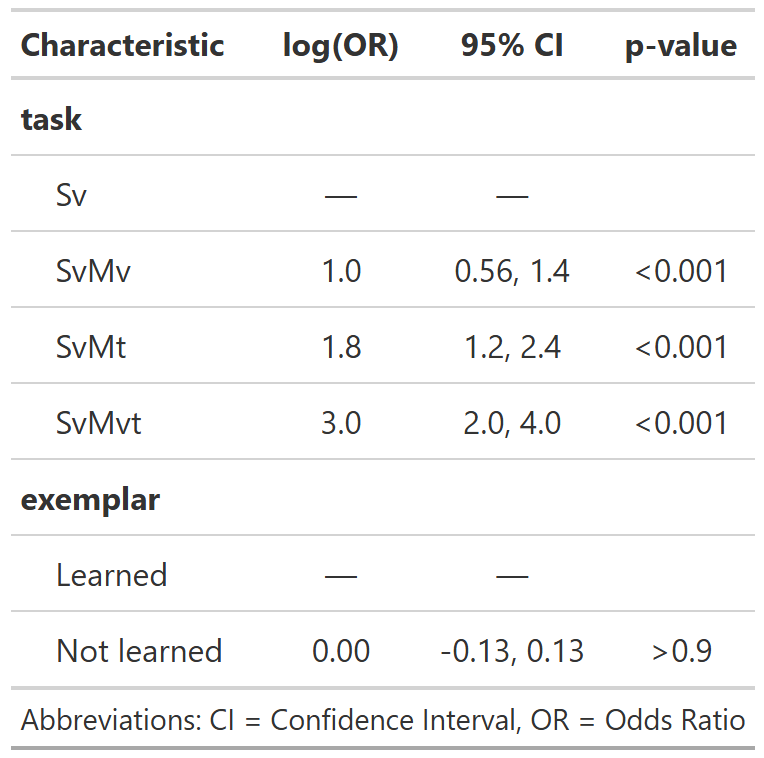 Characteristic log(OR) 95% CI p-value
task
Sv — —
SvMv 1.0 0.56, 1.4 <0.001
SvMt 1.8 1.2, 2.4 <0.001
SvMvt 3.0 2.0, 4.0 <0.001
exemplar
Learned — —
Not learned 0.00 -0.13, 0.13 >0.9
Abbreviations: CI = Confidence Interval, OR = Odds Ratio